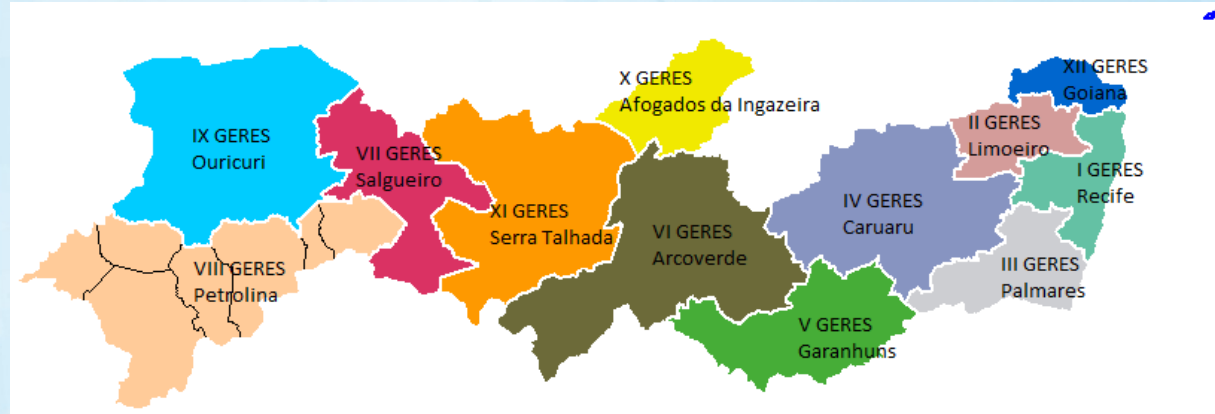 XII GERES
Goiana
X GERES
Afogados da Ingazeira
II GERES
Limoeiro
IX GERES
Ouricuri
VII GERES
Salgueiro
I GERES
Recife
IV GERES
Caruaru
XI GERES
Serra Talhada
VI GERES
Arcoverde
VIII GERES
Petrolina
III GERES
Palmares
V GERES
Garanhuns